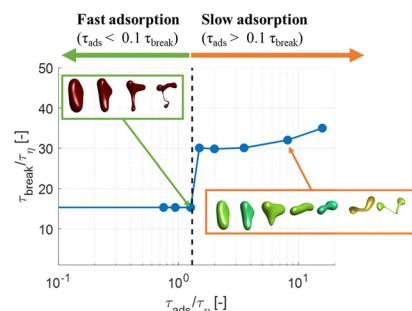 Fast adsorption
(τads < 0.1 τbreak)
Slow adsorption
(τads > 0.1 τbreak)
50
40
30
20
10
τbreak/τη [-]
10-1
100
101
τads/τη [-]